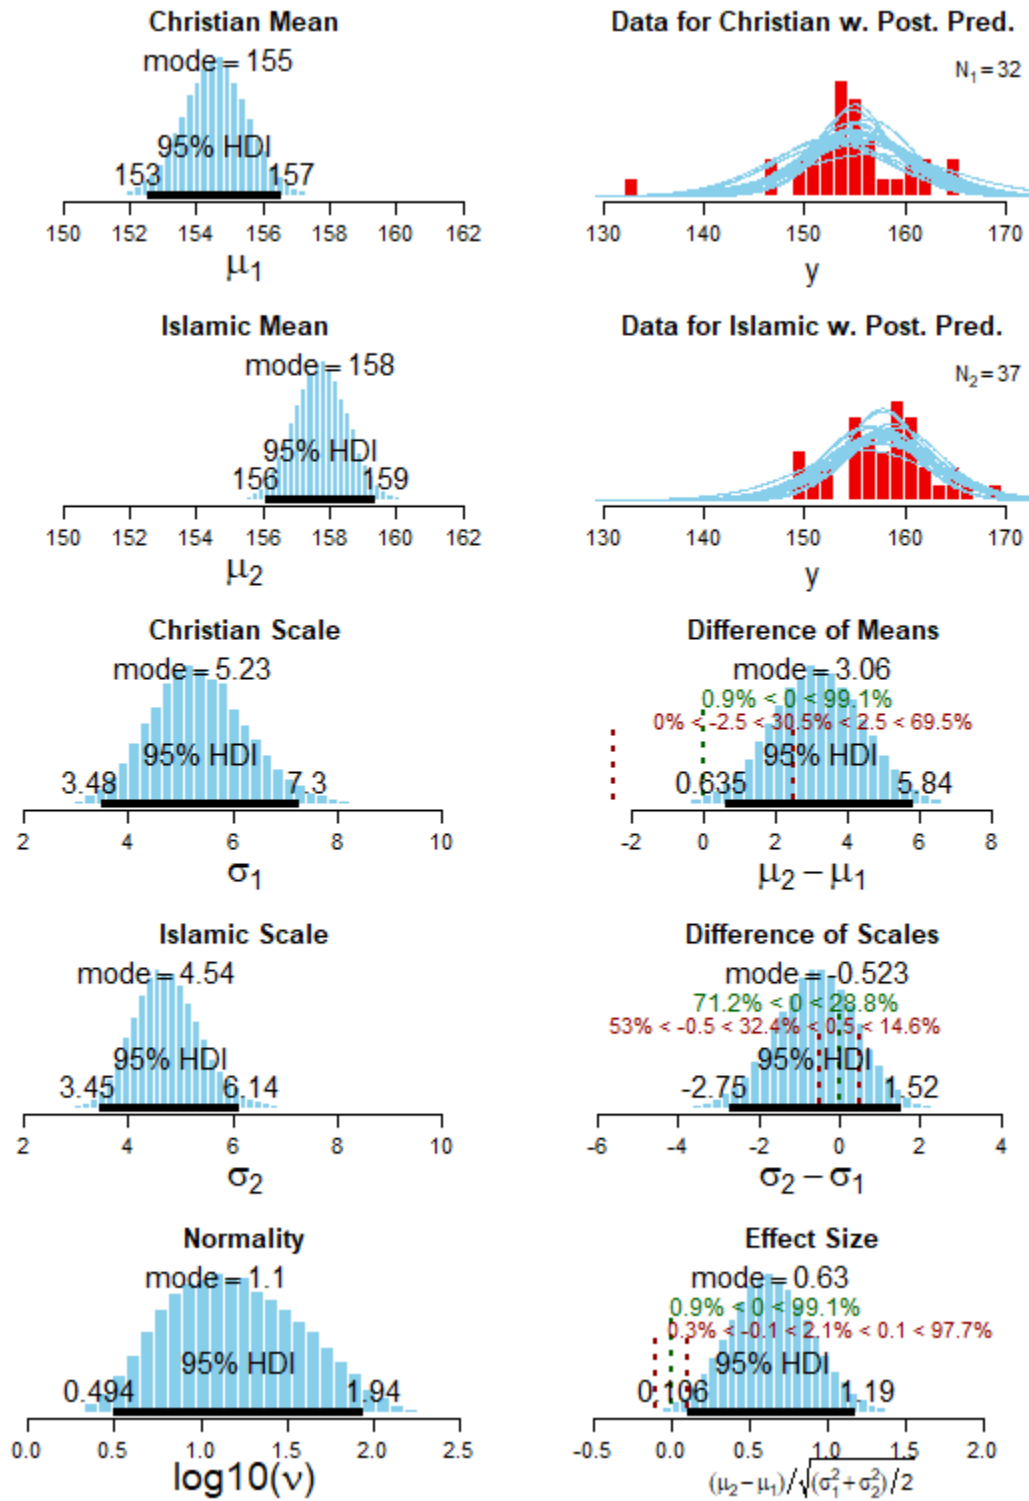 Christian Mean
mode = 155
95% HDI
153 157
150 152 154 156 158 160 162
μ1
Data for Christian w. Post. Pred.
N1 = 32
130 140 150 160 170
y
Islamic Mean
mode = 158
95% HDI
156 159
150 152 154 156 158 160 162
μ2
Data for Islamic w. Post. Pred.
N2 = 37
130 140 150 160 170
y
Christian Scale
mode = 5.23
95% HDI
3.48 7.3
2 4 6 8 10
σ1
Difference of Means
mode = 3.06
0.9% < 0 < 99.1%
0% < -2.5 < 30.5% < 2.5 < 69.5%
95% HDI
0.635 5.84
-2 0 2 4 6 8
μ2 − μ1
Islamic Scale
mode = 4.54
95% HDI
3.45 6.14
2 4 6 8 10
σ2
Difference of Scales
mode = -0.523
71.2% < 0 < 28.8%
53% < -0.5 < 32.4% < 0.5 < 14.6%
95% HDI
-2.75 1.52
-6 -4 -2 0 2 4
σ2 − σ1
Normality
mode = 1.1
95% HDI
0.494 1.94
0.0 0.5 1.0 1.5 2.0 2.5
log10(ν)
Effect Size
mode = 0.63
0.9% < 0 < 99.1%
0.3% < -0.1 < 2.1% < 0.1 < 97.7%
95% HDI
0.106 1.19
-0.5 0.0 0.5 1.0 1.5 2.0
(μ2 − μ1)/√(σ1² + σ2²)/2